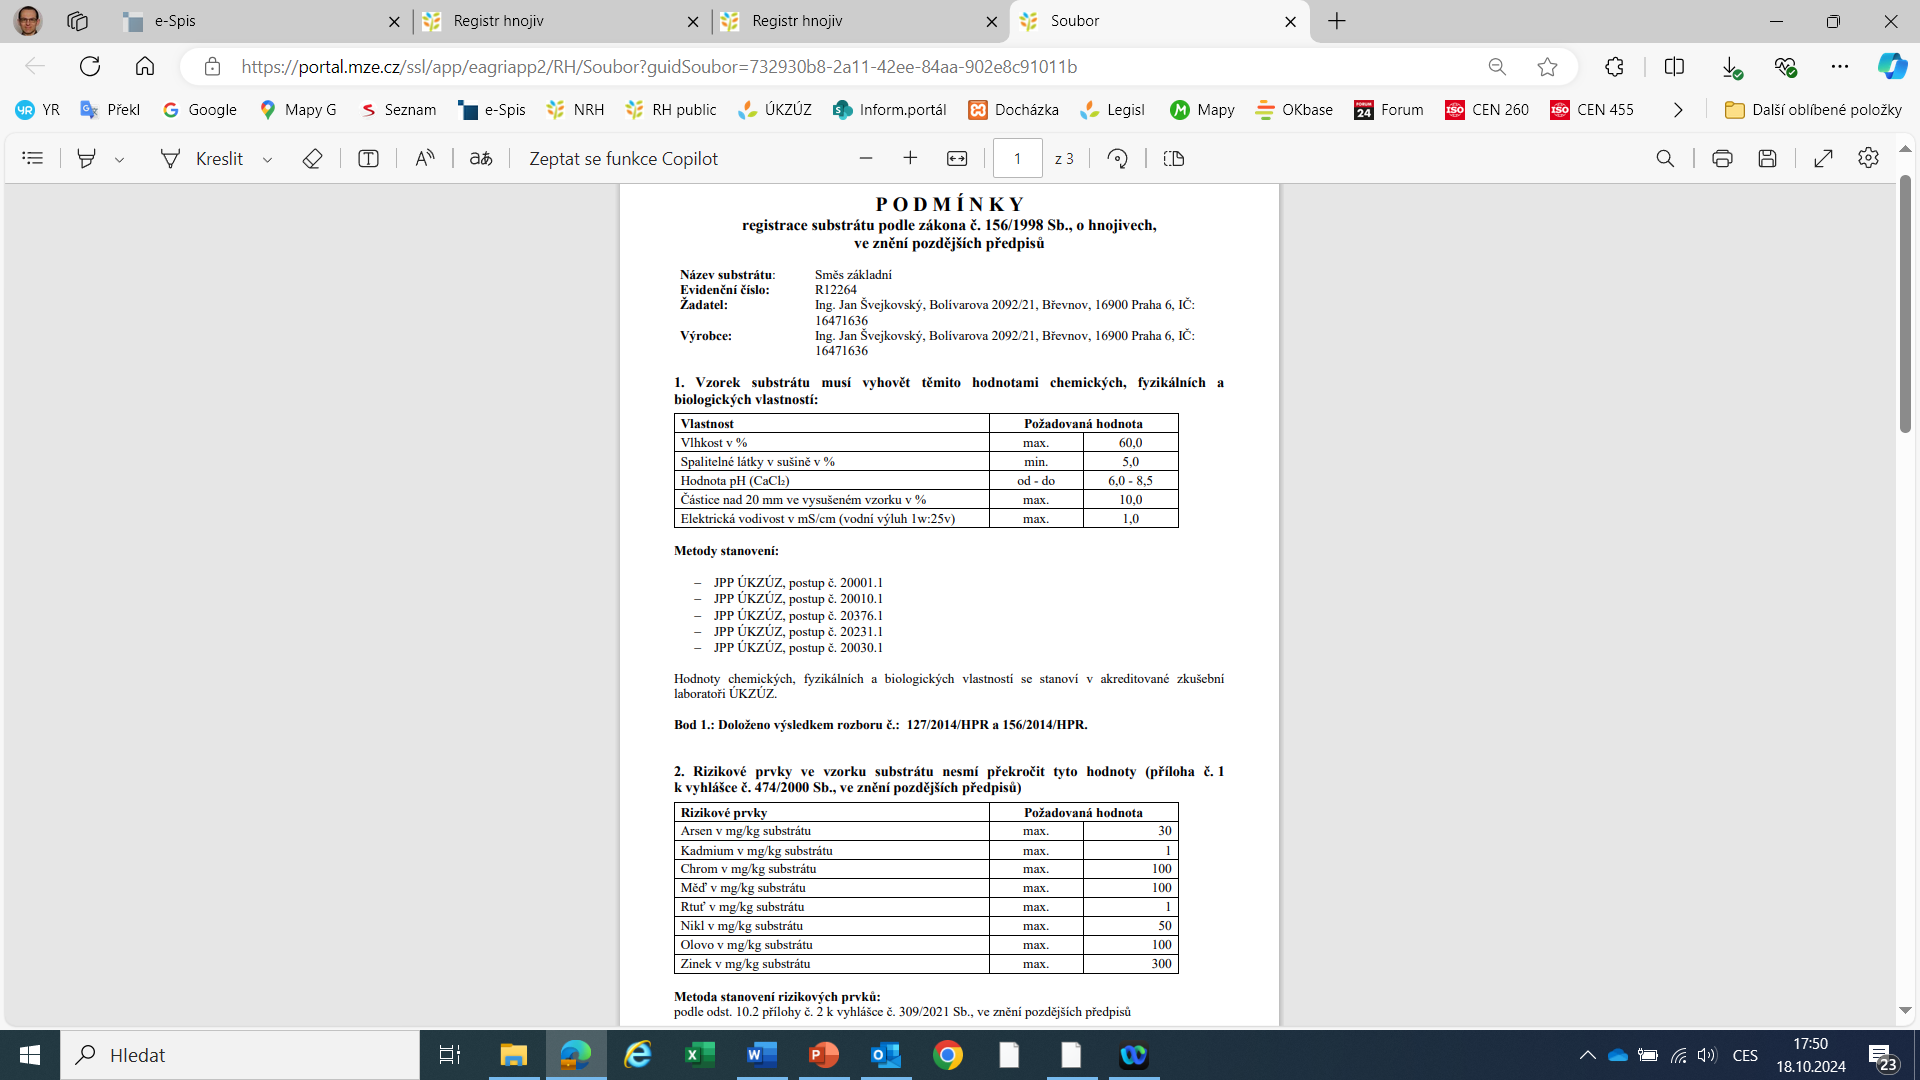 e-Spis
Registr hnojiv
Registr hnojiv
Soubor
https://portal.mze.cz/ssl/app/eagriapp2/RH/Soubor?guidSoubor=732930b8-2a11-42ee-84aa-902e8c91011b
YR
Překl
Google
Mapy G
Seznam
e-Spis
NRH
RH public
ÚKZÚZ
Inform.portál
Docházka
Legisl
Mapy
OKbase
Forum
CEN 260
CEN 455
Další oblíbené položky
Kreslit
Zeptat se funkce Copilot
1 z 3
P O D M Í N K Y
registrace substrátu podle zákona č. 156/1998 Sb., o hnojivech,
ve znění pozdějších předpisů
Název substrátu: Směs základní
Evidenční číslo: R12264
Žadatel: Ing. Jan Švejkovský, Bolívarova 2092/21, Břevnov, 16900 Praha 6, IČ:
16471636
Výrobce: Ing. Jan Švejkovský, Bolívarova 2092/21, Břevnov, 16900 Praha 6, IČ:
16471636
1. Vzorek substrátu musí vyhovět těmito hodnotami chemických, fyzikálních a
biologických vlastností:
Vlastnost Požadovaná hodnota
Vlhkost v % max. 60,0
Spalitelné látky v sušině v % min. 5,0
Hodnota pH (CaCl₂) od - do 6,0 - 8,5
Částice nad 20 mm ve vysušeném vzorku v % max. 10,0
Elektrická vodivost v mS/cm (vodní výluh 1w:25v) max. 1,0
Metody stanovení:
– JPP ÚKZÚZ, postup č. 20001.1
– JPP ÚKZÚZ, postup č. 20010.1
– JPP ÚKZÚZ, postup č. 20376.1
– JPP ÚKZÚZ, postup č. 20231.1
– JPP ÚKZÚZ, postup č. 20030.1
Hodnoty chemických, fyzikálních a biologických vlastností se stanoví v akreditované zkušební
laboratoři ÚKZÚZ.
Bod 1.: Doloženo výsledkem rozboru č.: 127/2014/HPR a 156/2014/HPR.
2. Rizikové prvky ve vzorku substrátu nesmí překročit tyto hodnoty (příloha č. 1
k vyhlášce č. 474/2000 Sb., ve znění pozdějších předpisů)
Rizikové prvky Požadovaná hodnota
Arsen v mg/kg substrátu max. 30
Kadmium v mg/kg substrátu max. 1
Chrom v mg/kg substrátu max. 100
Měď v mg/kg substrátu max. 100
Rtuť v mg/kg substrátu max. 1
Nikl v mg/kg substrátu max. 50
Olovo v mg/kg substrátu max. 100
Zinek v mg/kg substrátu max. 300
Metoda stanovení rizikových prvků:
podle odst. 10.2 přílohy č. 2 k vyhlášce č. 309/2021 Sb., ve znění pozdějších předpisů
Hledat
CES
17:50
18.10.2024
23